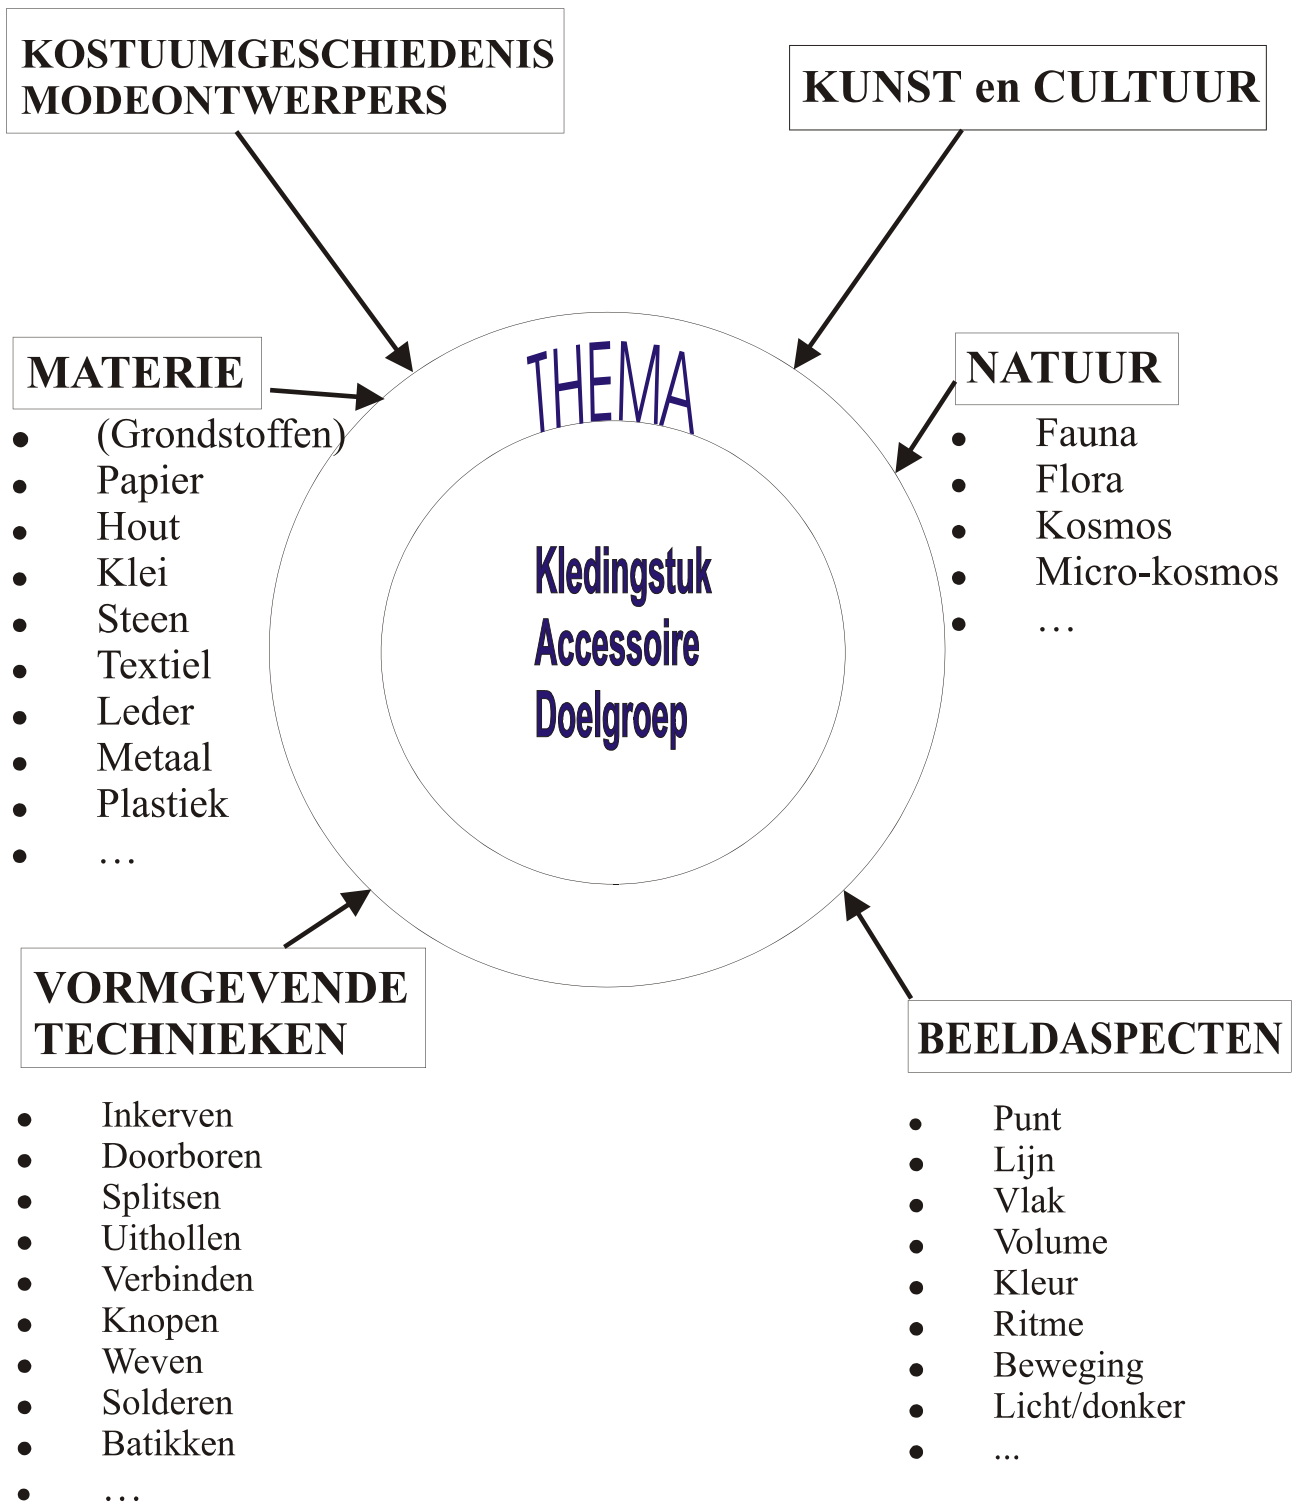 KOSTUUMGESCHIEDENIS
MODEONTWERPERS
KUNST en CULTUUR
THEMA
Kledingstuk
Accessoire
Doelgroep
MATERIE
• (Grondstoffen)
• Papier
• Hout
• Klei
• Steen
• Textiel
• Leder
• Metaal
• Plastiek
• …
NATUUR
• Fauna
• Flora
• Kosmos
• Micro-kosmos
• …
VORMGEVENDE
TECHNIEKEN
• Inkerven
• Doorboren
• Splitsen
• Uithollen
• Verbinden
• Knopen
• Weven
• Solderen
• Batikken
• …
BEELDASPECTEN
• Punt
• Lijn
• Vlak
• Volume
• Kleur
• Ritme
• Beweging
• Licht/donker
• ...